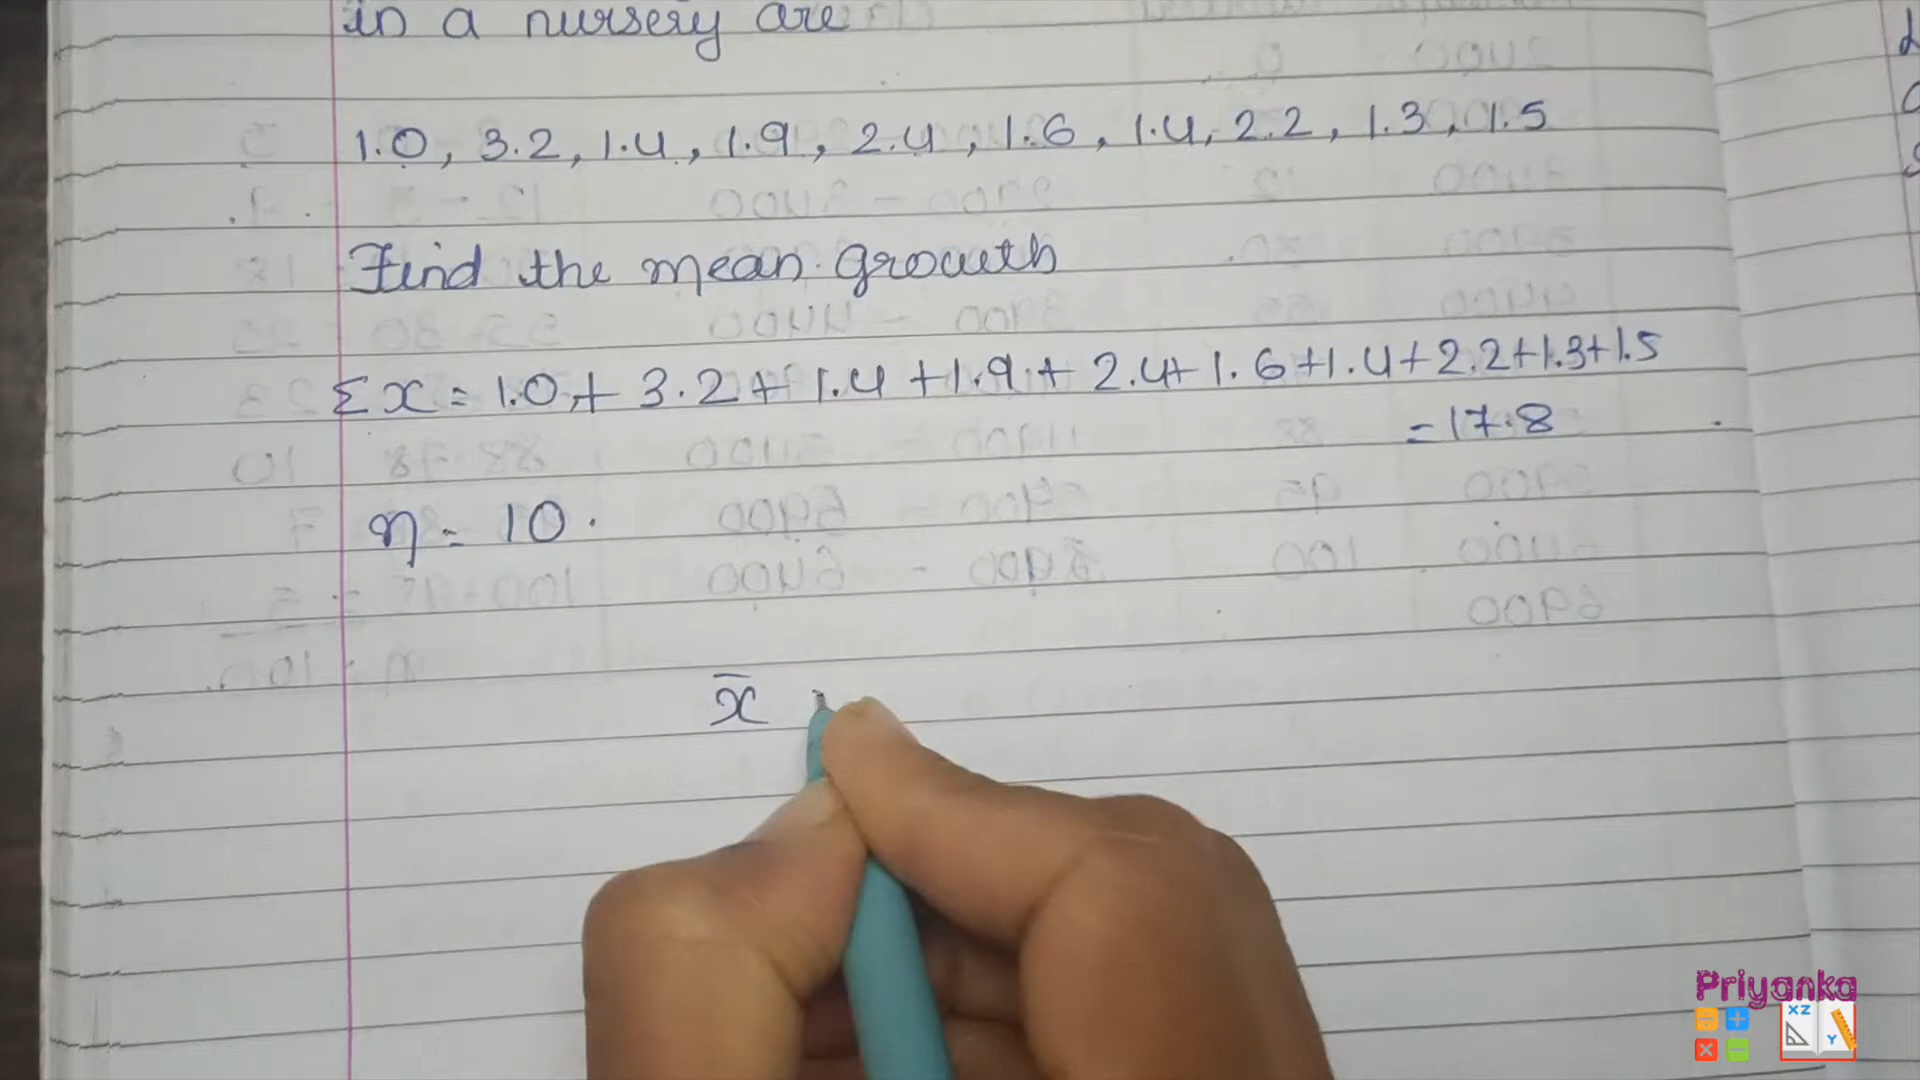 in a nursery are
1.0, 3.2, 1.4, 1.9, 2.4, 1.6, 1.4, 2.2, 1.3, 1.5
Find the mean growth
Σx = 1.0 + 3.2 + 1.4 + 1.9 + 2.4 + 1.6 + 1.4 + 2.2 + 1.3 + 1.5
= 17.8
n = 10.
x̄
Priyanka
XZ
Y